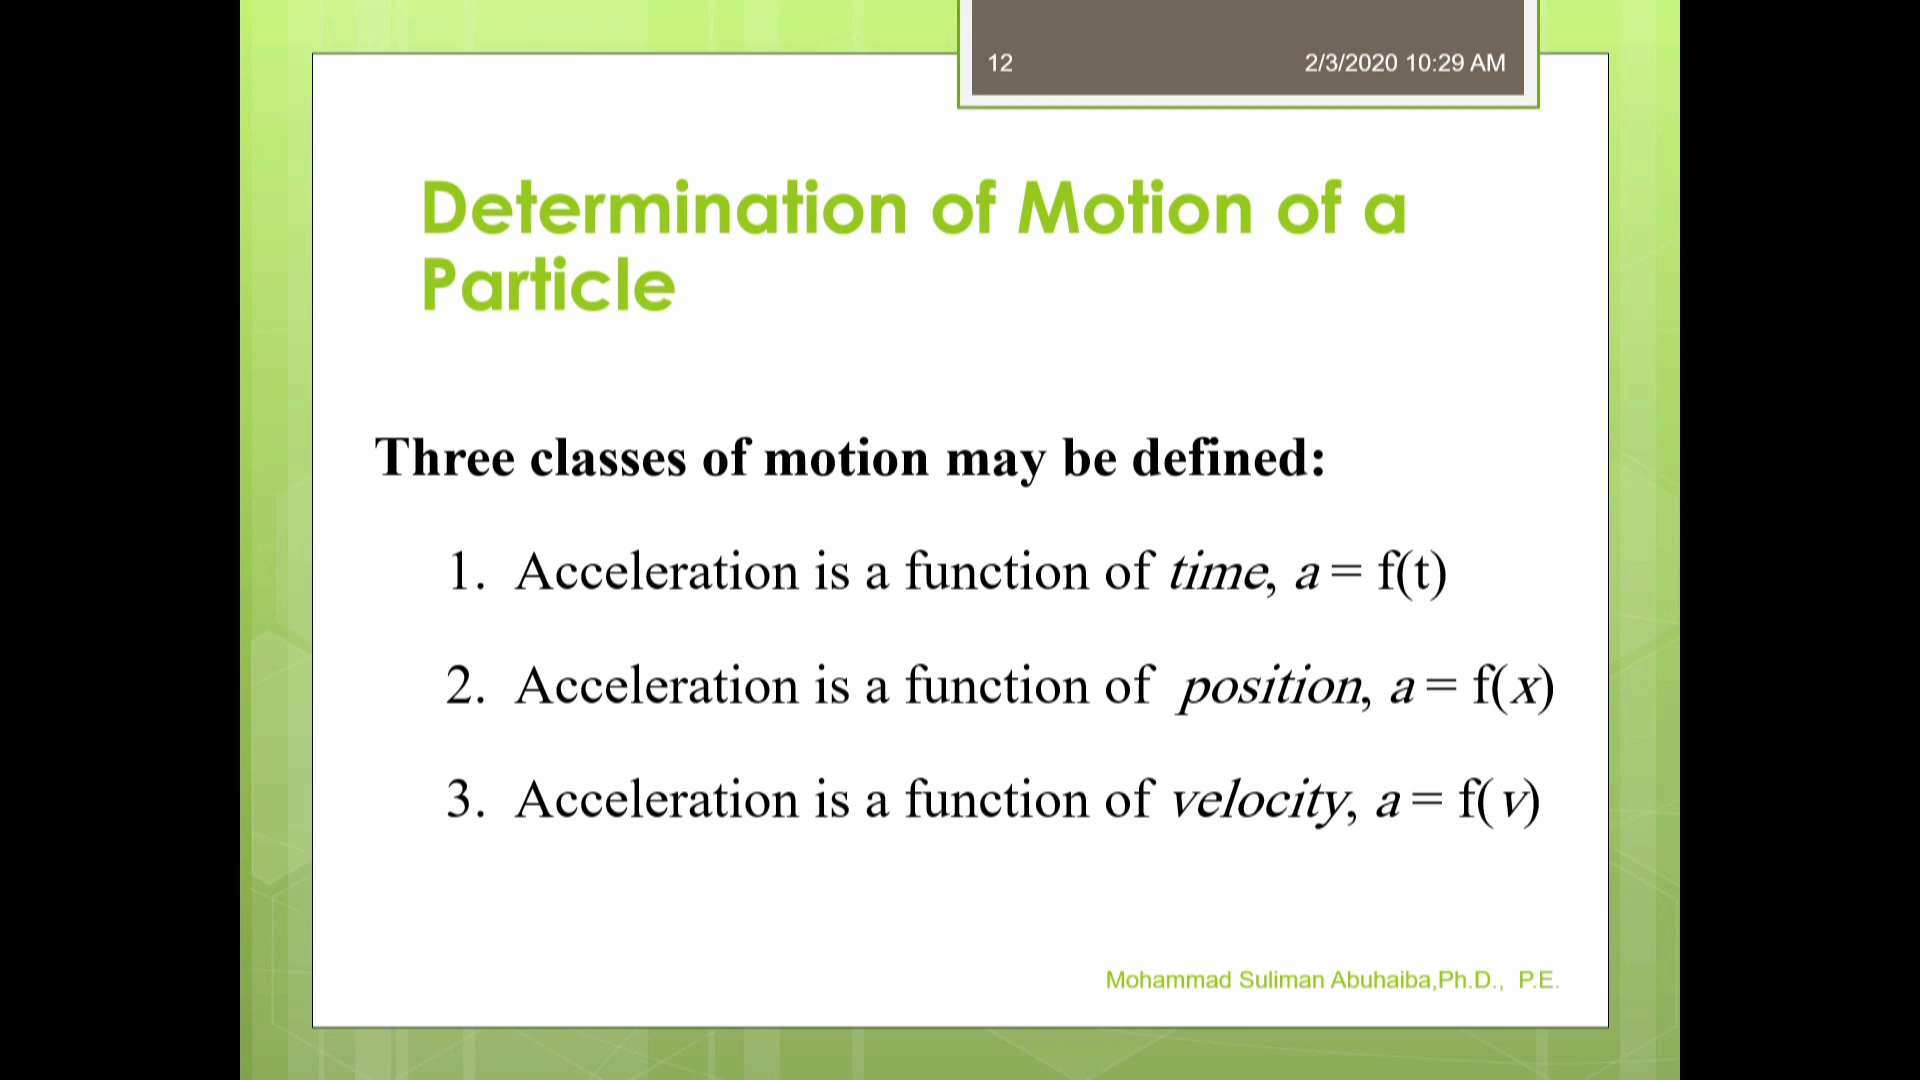 12 2/3/2020 10:29 AM
Determination of Motion of a
Particle
Three classes of motion may be defined:
1. Acceleration is a function of time, a = f(t)
2. Acceleration is a function of position, a = f(x)
3. Acceleration is a function of velocity, a = f(v)
Mohammad Suliman Abuhaiba,Ph.D., P.E.